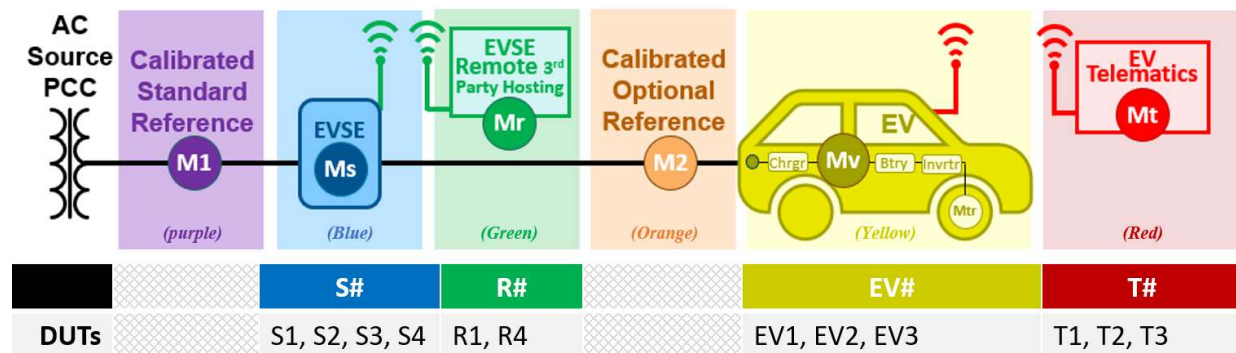 AC
Source
PCC
Calibrated
Standard
Reference
M1
(purple)
EVSE
Ms
(Blue)
EVSE
Remote 3rd
Party Hosting
Mr
(Green)
Calibrated
Optional
Reference
M2
(Orange)
EV
Chrgr
Mv
Btry
Invrtr
Mtr
(Yellow)
EV
Telematics
Mt
(Red)
S# R# EV# T#
DUTs S1, S2, S3, S4 R1, R4 EV1, EV2, EV3 T1, T2, T3